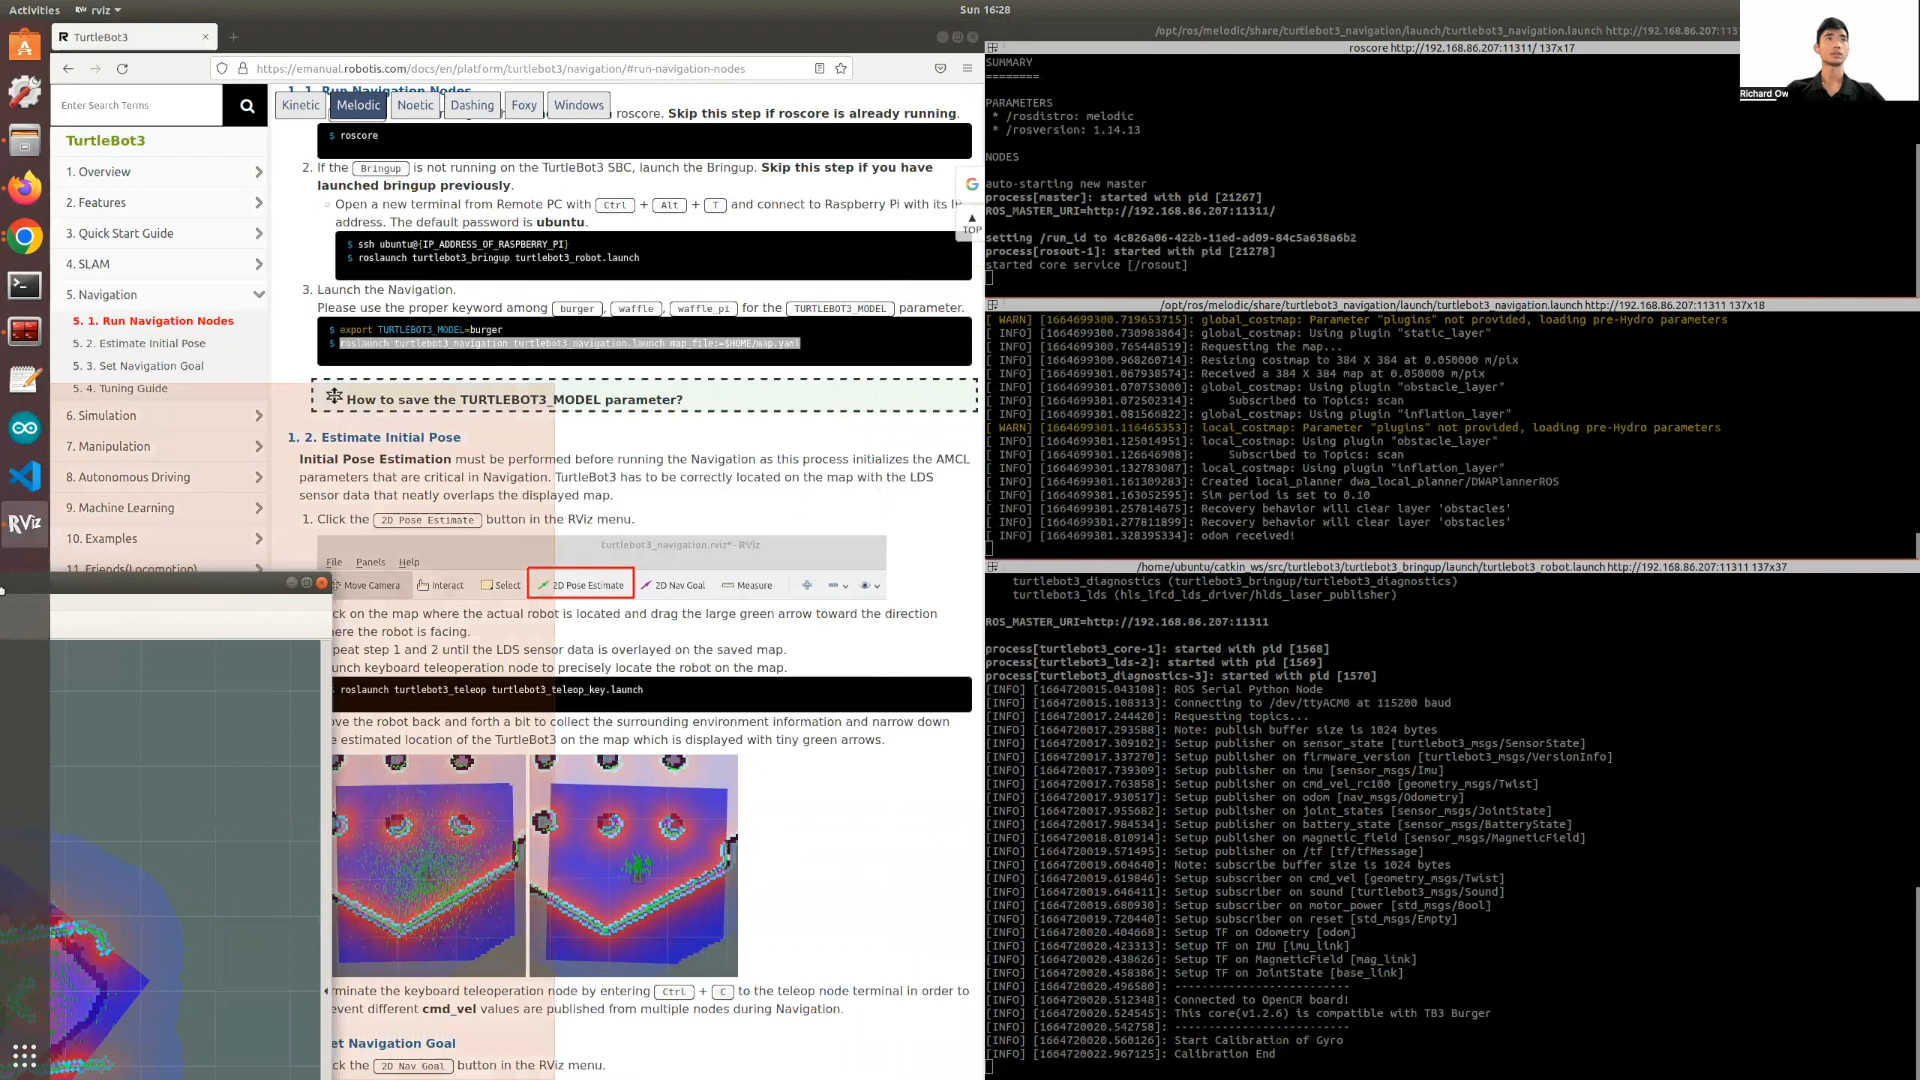 Activities
rviz
Sun 16:28
TurtleBot3
https://emanual.robotis.com/docs/en/platform/turtlebot3/navigation/#run-navigation-nodes
Enter Search Terms
TurtleBot3
1. Overview
2. Features
3. Quick Start Guide
4. SLAM
5. Navigation
5. 1. Run Navigation Nodes
5. 2. Estimate Initial Pose
5. 3. Set Navigation Goal
5. 4. Tuning Guide
6. Simulation
7. Manipulation
8. Autonomous Driving
9. Machine Learning
10. Examples
11. Friends(Locomotion)
RViz
1. 1. Run Navigation Nodes
Kinetic
Melodic
Noetic
Dashing
Foxy
Windows
roscore. Skip this step if roscore is already running.
$ roscore
2. If the Bringup is not running on the TurtleBot3 SBC, launch the Bringup. Skip this step if you have
launched bringup previously.
Open a new terminal from Remote PC with Ctrl + Alt + T and connect to Raspberry Pi with its
address. The default password is ubuntu.
TOP
$ ssh ubuntu@{IP_ADDRESS_OF_RASPBERRY_PI}
$ roslaunch turtlebot3_bringup turtlebot3_robot.launch
3. Launch the Navigation.
Please use the proper keyword among burger, waffle, waffle_pi for the TURTLEBOT3_MODEL parameter.
$ export TURTLEBOT3_MODEL=burger
$ roslaunch turtlebot3_navigation turtlebot3_navigation.launch map_file:=$HOME/map.yaml
How to save the TURTLEBOT3_MODEL parameter?
1. 2. Estimate Initial Pose
Initial Pose Estimation must be performed before running the Navigation as this process initializes the AMCL
parameters that are critical in Navigation. TurtleBot3 has to be correctly located on the map with the LDS
sensor data that neatly overlaps the displayed map.
1. Click the 2D Pose Estimate button in the RViz menu.
turtlebot3_navigation.rviz* - RViz
File Panels Help
Move Camera Interact Select 2D Pose Estimate 2D Nav Goal Measure
ck on the map where the actual robot is located and drag the large green arrow toward the direction
ere the robot is facing.
peat step 1 and 2 until the LDS sensor data is overlayed on the saved map.
unch keyboard teleoperation node to precisely locate the robot on the map.
roslaunch turtlebot3_teleop turtlebot3_teleop_key.launch
ove the robot back and forth a bit to collect the surrounding environment information and narrow down
e estimated location of the TurtleBot3 on the map which is displayed with tiny green arrows.
rminate the keyboard teleoperation node by entering Ctrl + C to the teleop node terminal in order to
event different cmd_vel values are published from multiple nodes during Navigation.
et Navigation Goal
ck the 2D Nav Goal button in the RViz menu.
/opt/ros/melodic/share/turtlebot3_navigation/launch/turtlebot3_navigation.launch http://192.168.86.207:113
roscore http://192.168.86.207:11311/ 137x17
Richard Ow
SUMMARY
========
PARAMETERS
* /rosdistro: melodic
* /rosversion: 1.14.13
NODES
auto-starting new master
process[master]: started with pid [21267]
ROS_MASTER_URI=http://192.168.86.207:11311/
setting /run_id to 4c826a06-422b-11ed-ad09-84c5a638a6b2
process[rosout-1]: started with pid [21278]
started core service [/rosout]
/opt/ros/melodic/share/turtlebot3_navigation/launch/turtlebot3_navigation.launch http://192.168.86.207:11311 137x18
[ WARN] [1664699300.719653715]: global_costmap: Parameter "plugins" not provided, loading pre-Hydro parameters
[ INFO] [1664699300.730983864]: global_costmap: Using plugin "static_layer"
[ INFO] [1664699300.765448519]: Requesting the map...
[ INFO] [1664699300.968260714]: Resizing costmap to 384 X 384 at 0.050000 m/pix
[ INFO] [1664699301.067938574]: Received a 384 X 384 map at 0.050000 m/pix
[ INFO] [1664699301.070753000]: global_costmap: Using plugin "obstacle_layer"
[ INFO] [1664699301.072502314]: Subscribed to Topics: scan
[ INFO] [1664699301.081566822]: global_costmap: Using plugin "inflation_layer"
[ WARN] [1664699301.116465353]: local_costmap: Parameter "plugins" not provided, loading pre-Hydro parameters
[ INFO] [1664699301.125014951]: local_costmap: Using plugin "obstacle_layer"
[ INFO] [1664699301.126646908]: Subscribed to Topics: scan
[ INFO] [1664699301.132783087]: local_costmap: Using plugin "inflation_layer"
[ INFO] [1664699301.161309283]: Created local_planner dwa_local_planner/DWAPlannerROS
[ INFO] [1664699301.163052595]: Sim period is set to 0.10
[ INFO] [1664699301.257814675]: Recovery behavior will clear layer 'obstacles'
[ INFO] [1664699301.277811899]: Recovery behavior will clear layer 'obstacles'
[ INFO] [1664699301.328395334]: odom received!
/home/ubuntu/catkin_ws/src/turtlebot3/turtlebot3_bringup/launch/turtlebot3_robot.launch http://192.168.86.207:11311 137x37
turtlebot3_diagnostics (turtlebot3_bringup/turtlebot3_diagnostics)
turtlebot3_lds (hls_lfcd_lds_driver/hlds_laser_publisher)
ROS_MASTER_URI=http://192.168.86.207:11311
process[turtlebot3_core-1]: started with pid [1568]
process[turtlebot3_lds-2]: started with pid [1569]
process[turtlebot3_diagnostics-3]: started with pid [1570]
[INFO] [1664720015.043108]: ROS Serial Python Node
[INFO] [1664720015.108313]: Connecting to /dev/ttyACM0 at 115200 baud
[INFO] [1664720017.244420]: Requesting topics...
[INFO] [1664720017.293588]: Note: publish buffer size is 1024 bytes
[INFO] [1664720017.309102]: Setup publisher on sensor_state [turtlebot3_msgs/SensorState]
[INFO] [1664720017.337270]: Setup publisher on firmware_version [turtlebot3_msgs/VersionInfo]
[INFO] [1664720017.739309]: Setup publisher on imu [sensor_msgs/Imu]
[INFO] [1664720017.763858]: Setup publisher on cmd_vel_rc100 [geometry_msgs/Twist]
[INFO] [1664720017.930517]: Setup publisher on odom [nav_msgs/Odometry]
[INFO] [1664720017.955682]: Setup publisher on joint_states [sensor_msgs/JointState]
[INFO] [1664720017.984534]: Setup publisher on battery_state [sensor_msgs/BatteryState]
[INFO] [1664720018.010914]: Setup publisher on magnetic_field [sensor_msgs/MagneticField]
[INFO] [1664720019.571495]: Setup publisher on /tf [tf/tfMessage]
[INFO] [1664720019.604640]: Note: subscribe buffer size is 1024 bytes
[INFO] [1664720019.619846]: Setup subscriber on cmd_vel [geometry_msgs/Twist]
[INFO] [1664720019.646411]: Setup subscriber on sound [turtlebot3_msgs/Sound]
[INFO] [1664720019.680930]: Setup subscriber on motor_power [std_msgs/Bool]
[INFO] [1664720019.720440]: Setup subscriber on reset [std_msgs/Empty]
[INFO] [1664720020.404668]: Setup TF on Odometry [odom]
[INFO] [1664720020.423313]: Setup TF on IMU [imu_link]
[INFO] [1664720020.438626]: Setup TF on MagneticField [mag_link]
[INFO] [1664720020.458386]: Setup TF on JointState [base_link]
[INFO] [1664720020.496580]: --------------------------
[INFO] [1664720020.512348]: Connected to OpenCR board!
[INFO] [1664720020.524545]: This core(v1.2.6) is compatible with TB3 Burger
[INFO] [1664720020.542758]: --------------------------
[INFO] [1664720020.560126]: Start Calibration of Gyro
[INFO] [1664720022.967125]: Calibration End